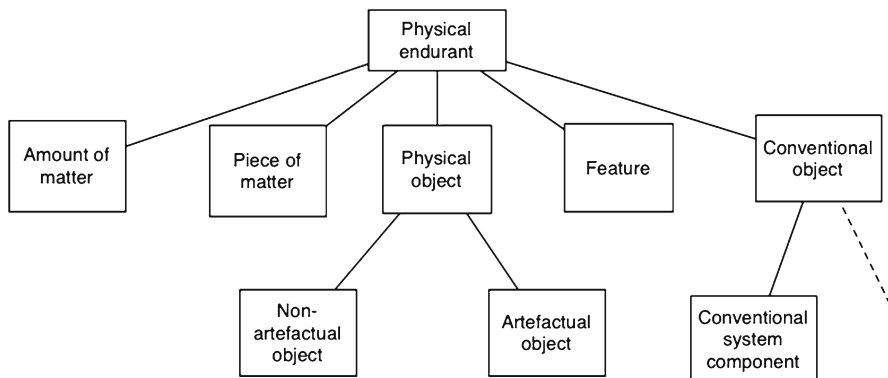 Physical
endurant
Amount of
matter
Piece of
matter
Physical
object
Feature
Conventional
object
Non-
artefactual
object
Artefactual
object
Conventional
system
component